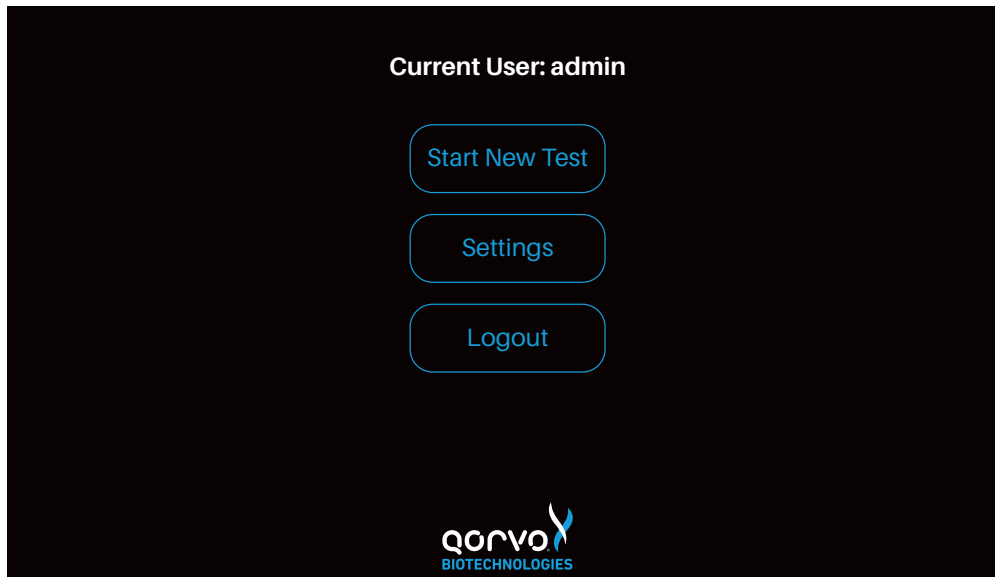 Current User: admin
Start New Test
Settings
Logout
QORVO
BIOTECHNOLOGIES